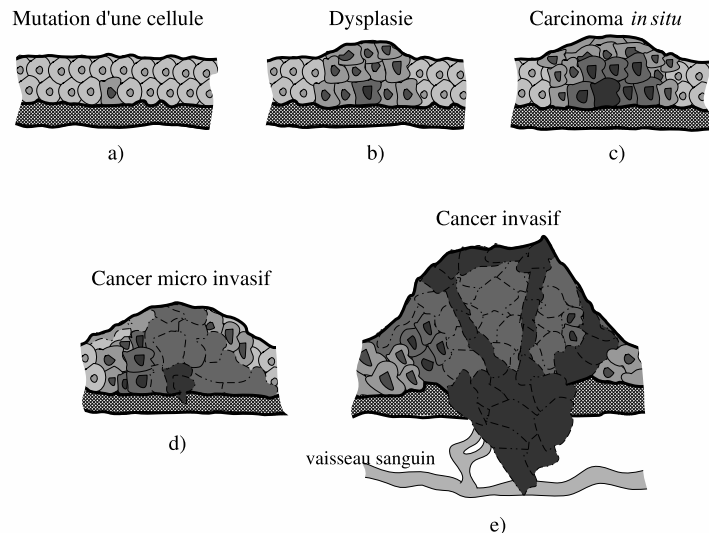 Mutation d'une cellule
Dysplasie
Carcinoma in situ
a)
b)
c)
Cancer micro invasif
Cancer invasif
d)
vaisseau sanguin
e)